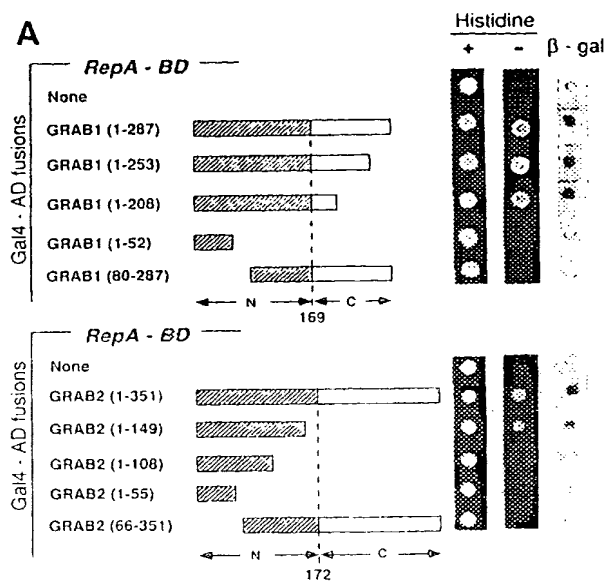 A
Histidine
+ - β - gal
RepA - BD
None
GRAB1 (1-287)
GRAB1 (1-253)
GRAB1 (1-208)
GRAB1 (1-52)
GRAB1 (80-287)
N C
169
Gal4 - AD fusions
RepA - BD
None
GRAB2 (1-351)
GRAB2 (1-149)
GRAB2 (1-108)
GRAB2 (1-55)
GRAB2 (66-351)
N C
172
Gal4 - AD fusions